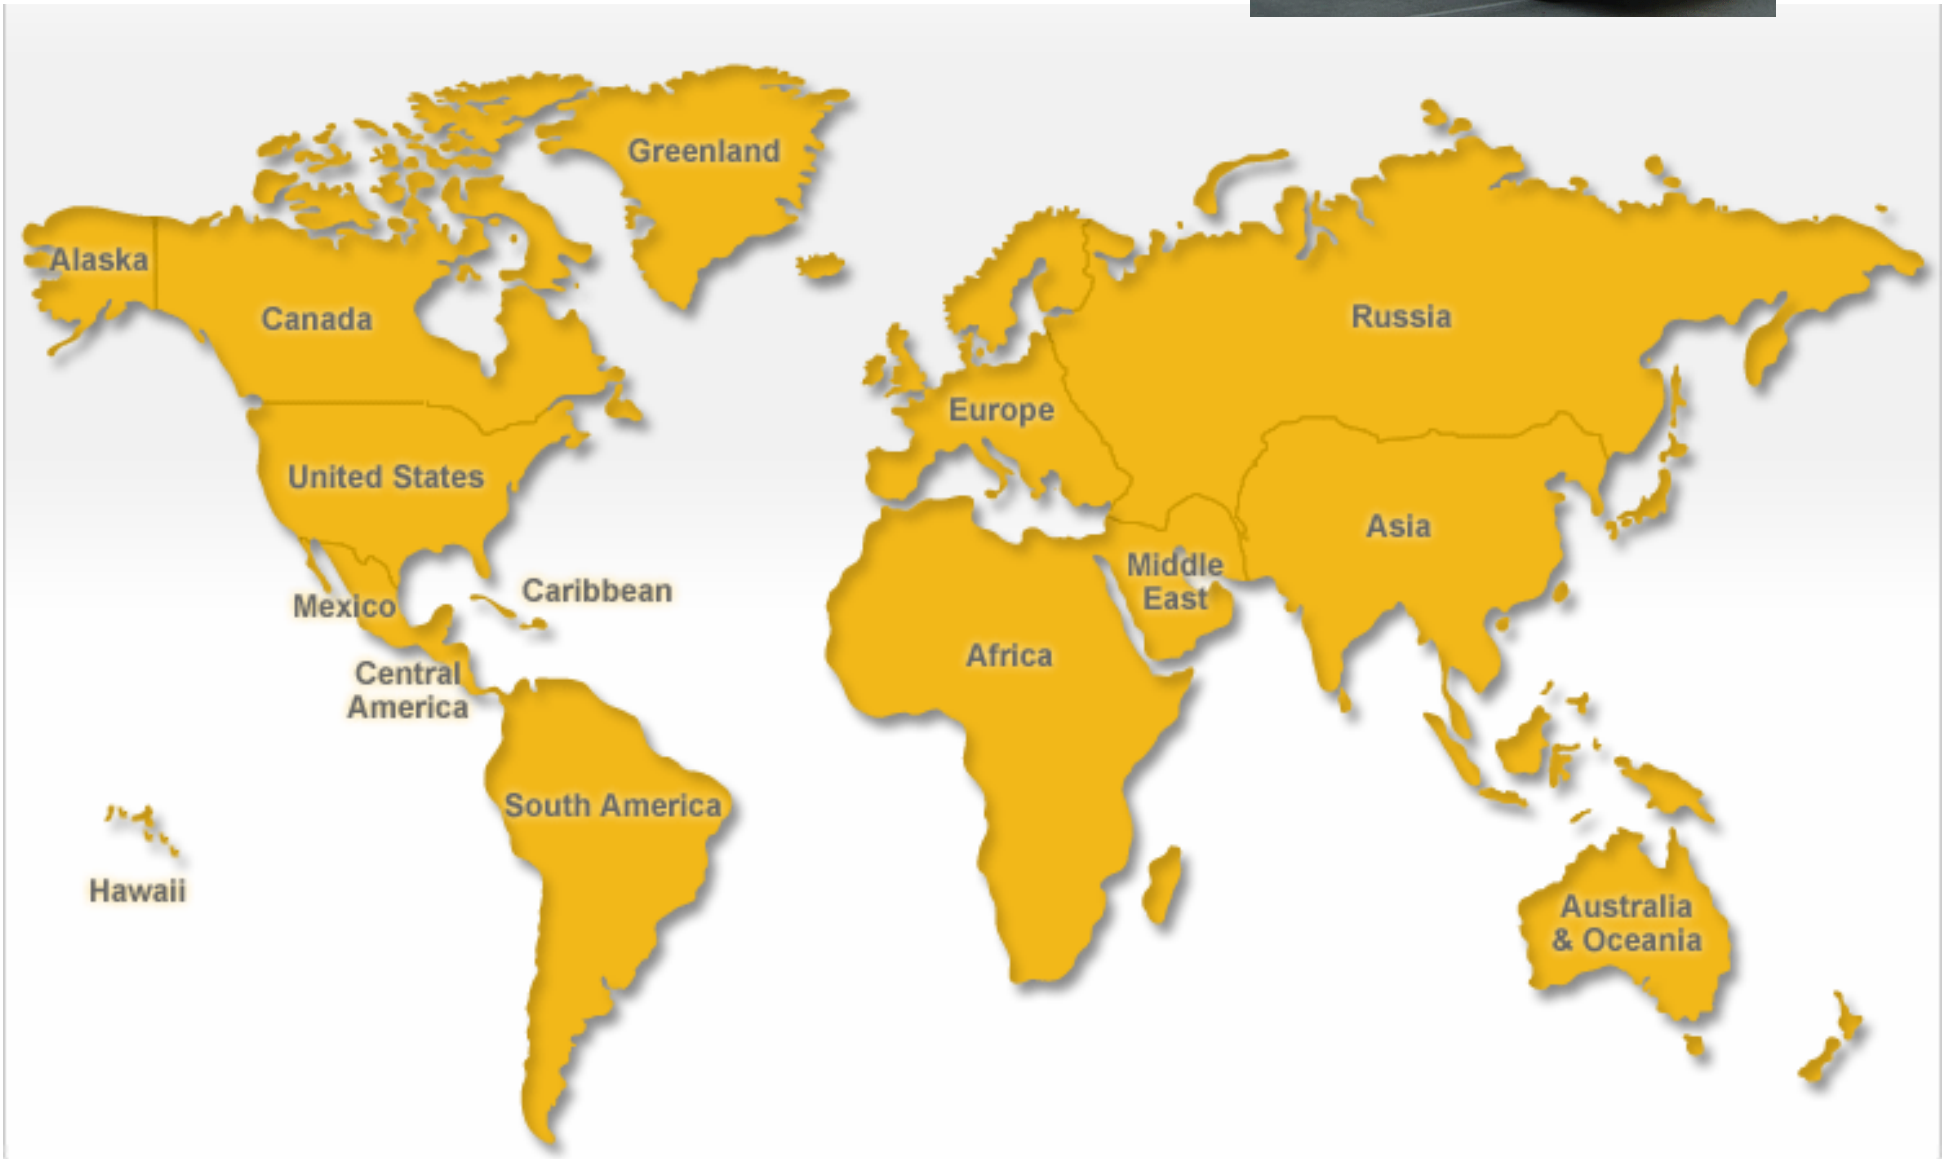 Greenland
Alaska
Canada
Russia
Europe
United States
Asia
Middle
East
Caribbean
Mexico
Africa
Central
America
South America
Hawaii
Australia
& Oceania